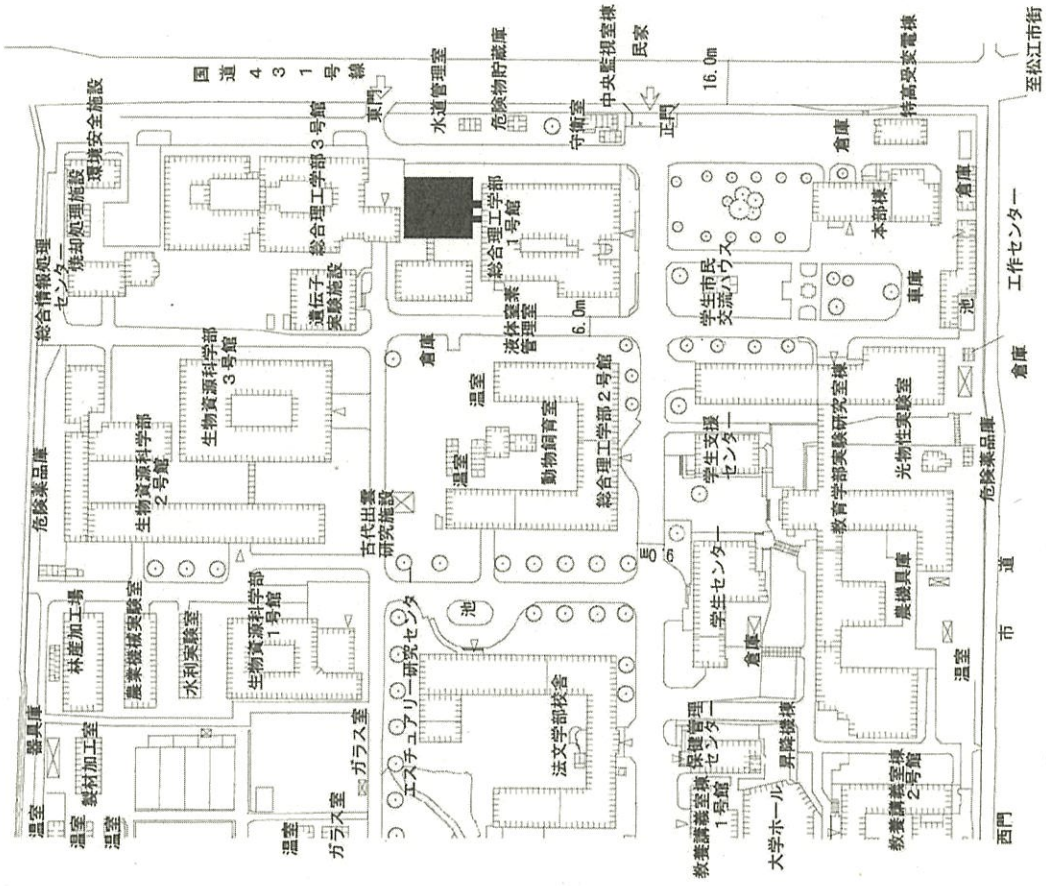 国道431号線
東門
水道管理室
危険物貯蔵庫
守衛室
中央監視室棟
民家
正門
16.0m
特高受変電棟
至松江市街
環境安全施設
焼却処理施設
総合情報処理
センター
総合理工学部3号館
遺伝子
実験施設
総合理工学部
1号館
倉庫
本部棟
倉庫
工作センター
学生市民
交流ハウス
車庫
池
倉庫
液体窒素
管理室
6.0m
倉庫
温室
温室
動物飼育室
総合理工学部2号館
生物資源科学部
3号館
生物資源科学部
2号館
危険薬品庫
古代出雲
研究施設
学生支援
センター
教育学部実験研究室棟
光物性実験室
危険薬品庫
学生センター
倉庫
農機具庫
温室
市道
林産加工場
農業機械実験室
水利実験室
生物資源科学部
1号館
池
エスチュアリー研究センター
法文学部校舎
器具庫
製材加工室
温室
温室
温室
温室
ガラス室
ガラス室
保健管理
センター
昇降機棟
教養講義室棟
1号館
大学ホール
教養講義室棟
2号館
西門